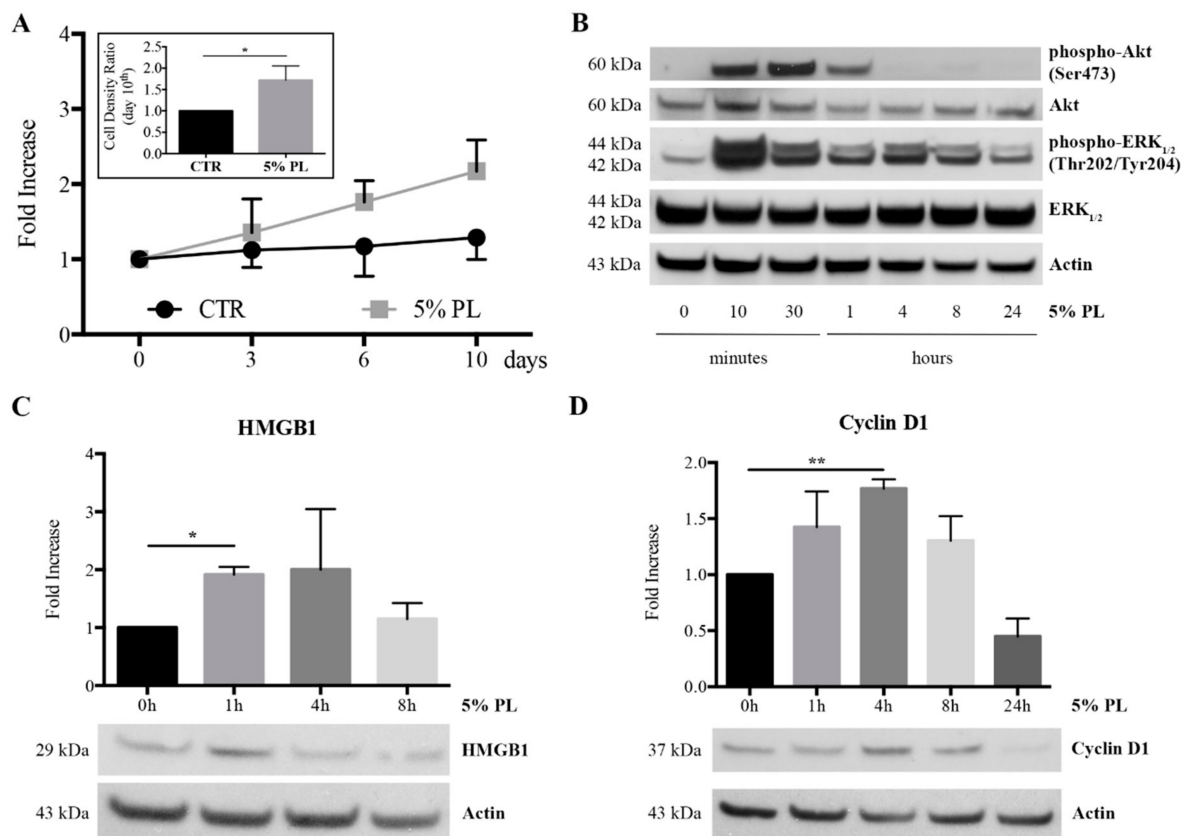 A
4
3
2
1
0
Fold Increase
2.5
2.0
1.5
1.0
0.5
0.0
Cell Density Ratio
(day 10th)
*
CTR
5% PL
CTR
5% PL
0
3
6
10
days
B
60 kDa
phospho-Akt
(Ser473)
60 kDa
Akt
44 kDa
42 kDa
phospho-ERK1/2
(Thr202/Tyr204)
44 kDa
42 kDa
ERK1/2
43 kDa
Actin
0
10
30
1
4
8
24
5% PL
minutes
hours
C
HMGB1
4
3
2
1
0
Fold Increase
*
0h
1h
4h
8h
5% PL
29 kDa
HMGB1
43 kDa
Actin
D
Cyclin D1
2.0
1.5
1.0
0.5
0.0
Fold Increase
**
0h
1h
4h
8h
24h
5% PL
37 kDa
Cyclin D1
43 kDa
Actin